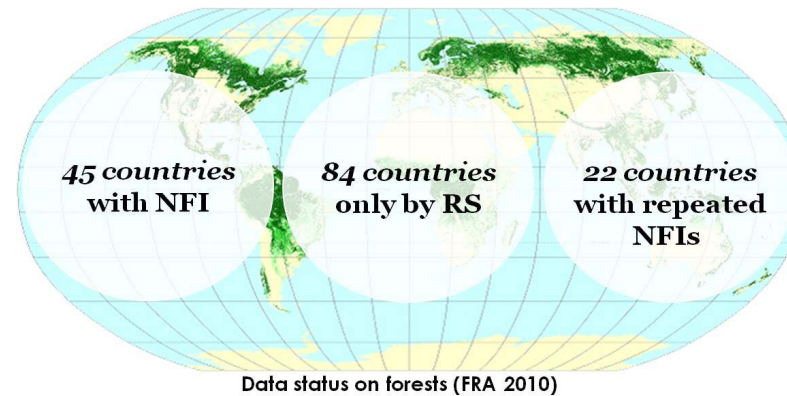 45 countries
with NFI
84 countries
only by RS
22 countries
with repeated
NFIs
Data status on forests (FRA 2010)